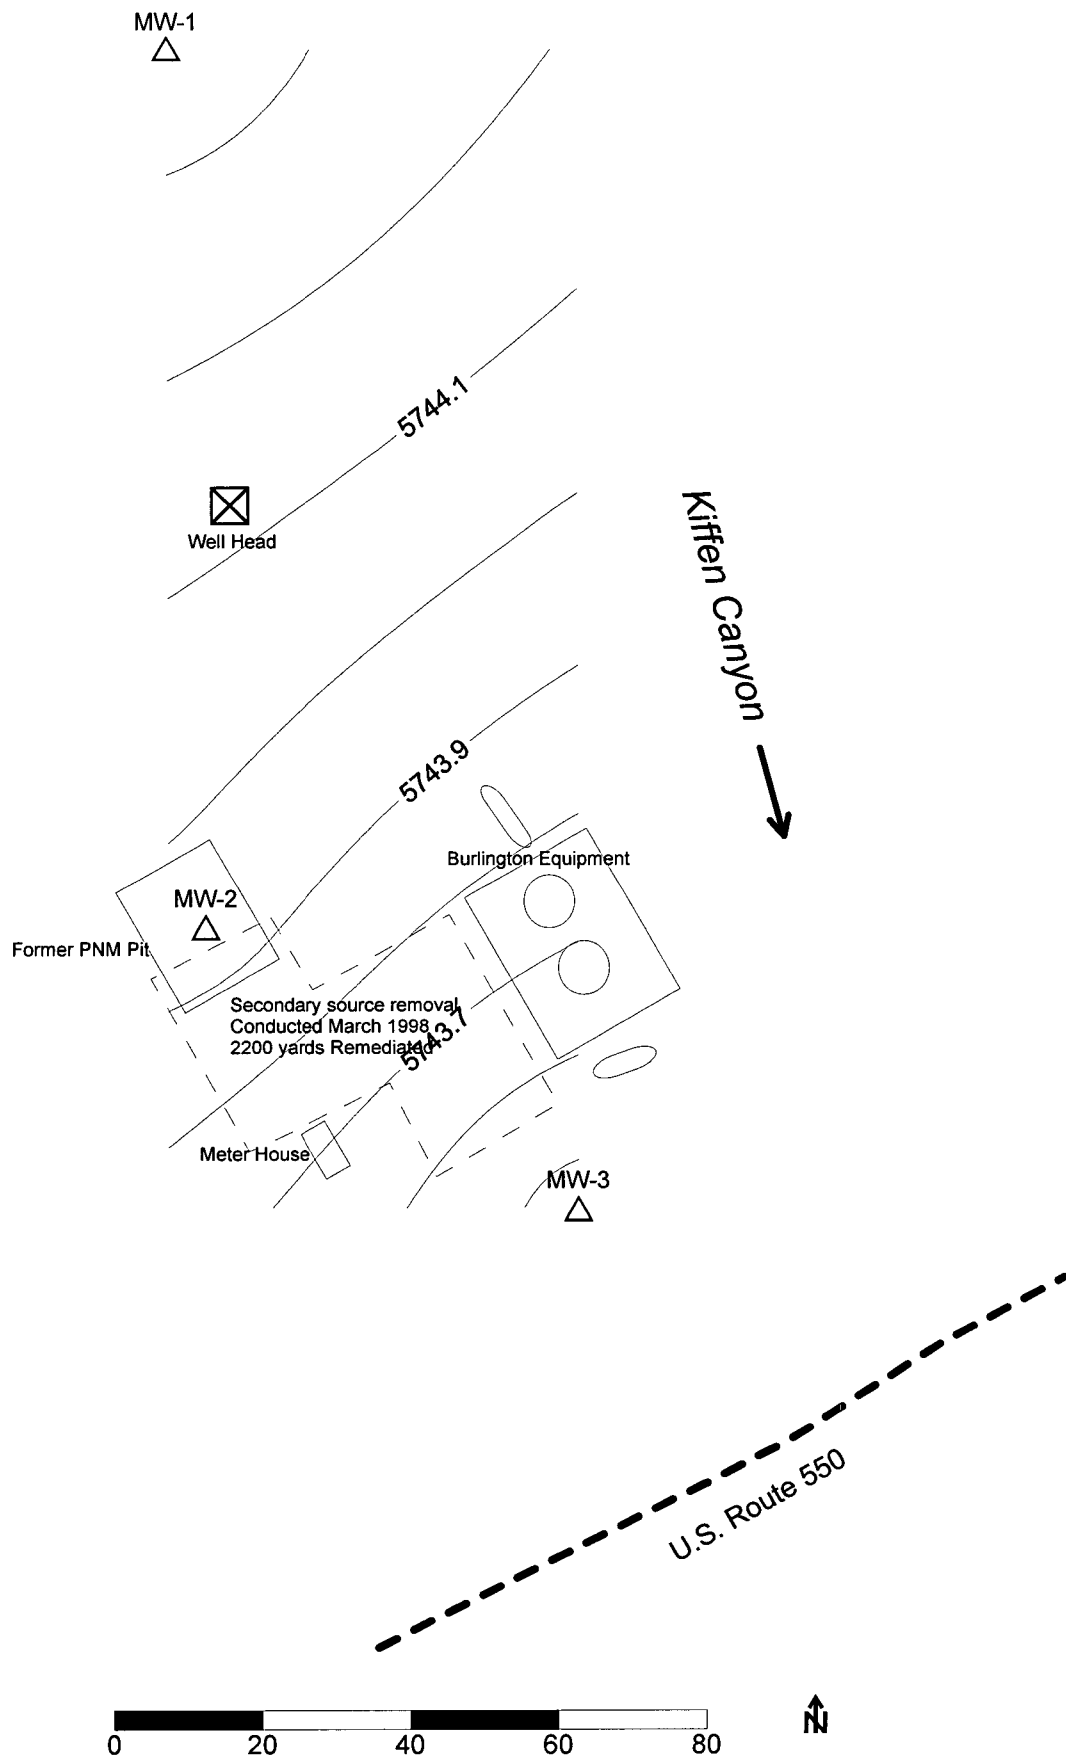 MW-1
5744.1
Well Head
Kiffen Canyon
5743.9
Burlington Equipment
MW-2
Former PNM Pit
Secondary source removal
Conducted March 1998
2200 yards Remediated
5743.7
Meter House
MW-3
U.S. Route 550
0 20 40 60 80
N